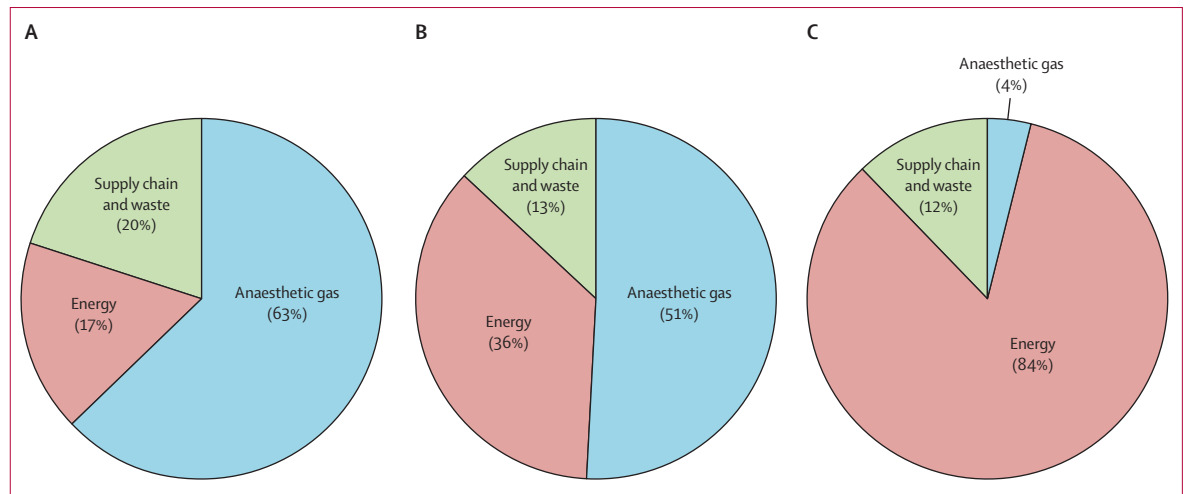 A
Supply chain
and waste
(20%)
Energy
(17%)
Anaesthetic gas
(63%)
B
Supply chain
and waste
(13%)
Energy
(36%)
Anaesthetic gas
(51%)
C
Anaesthetic gas
(4%)
Supply chain
and waste
(12%)
Energy
(84%)